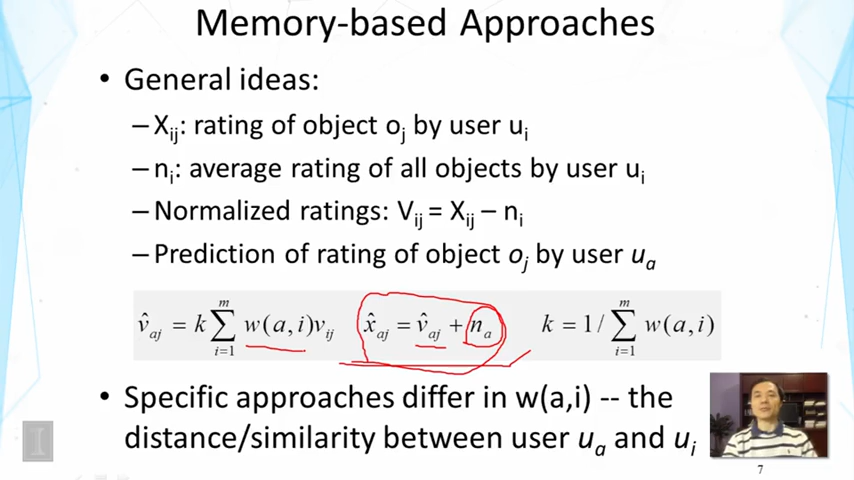 Memory-based Approaches
• General ideas:
– X_ij: rating of object o_j by user u_i
– n_i: average rating of all objects by user u_i
– Normalized ratings: V_ij = X_ij – n_i
– Prediction of rating of object o_j by user u_a
v̂_aj = k ∑_{i=1}^{m} w(a,i)v_ij   x̂_aj = v̂_aj + n_a   k = 1/∑_{i=1}^{m} w(a,i)
• Specific approaches differ in w(a,i) -- the
distance/similarity between user u_a and u_i
7